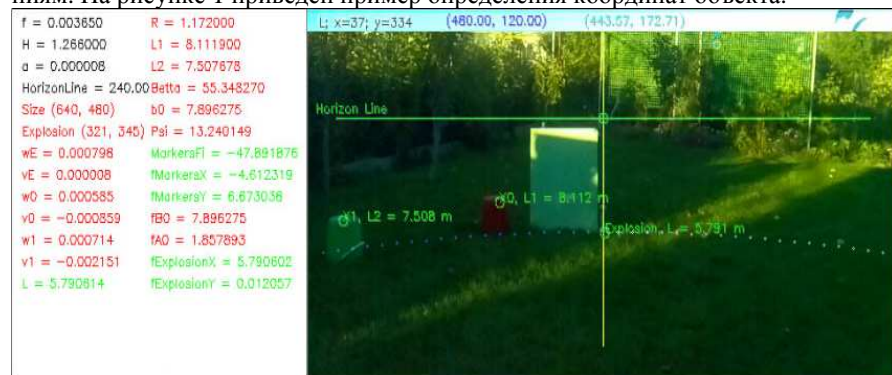 ниям. На рисунке 1 приведен пример определения координат объекта.
f = 0.003650 R = 1.172000
H = 1.266000 L1 = 8.111900
a = 0.000008 L2 = 7.507678
HorizonLine = 240.00 Betta = 55.348270
Size (640, 480) b0 = 7.896275
Explosion (321, 345) Psi = 13.240149
wE = 0.000798 MarkersFi = -47.891876
vE = 0.000008 fMarkersX = -4.612319
w0 = 0.000585 fMarkersY = 6.673036
v0 = -0.000859 fB0 = 7.896275
w1 = 0.000714 fA0 = 1.857893
v1 = -0.002151 fExplosionX = 5.790602
L = 5.790614 fExplosionY = 0.012057
L; x=37; y=334 (480.00, 120.00) (443.57, 172.71)
Horizon Line
X0, L1 = 8.112 m
X1, L2 = 7.508 m
Explosion, L = 5.791 m